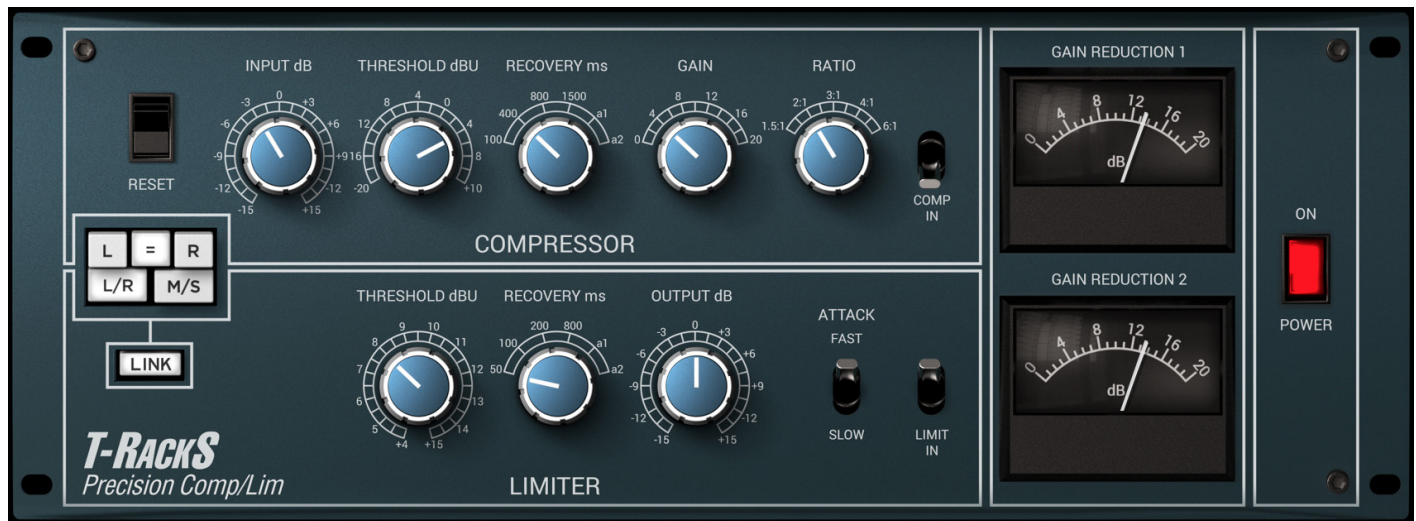 INPUT dB
THRESHOLD dBU
RECOVERY ms
GAIN
RATIO
-15 -12 -9 -6 -3 0 +3 +6 +9 -12 +15
-20 16 12 8 4 0 4 8 +10
100 400 800 1500 a1 a2
0 4 8 12 16 20
1.5:1 2:1 3:1 4:1 6:1
RESET
COMP
IN
COMPRESSOR
L = R
L/R M/S
LINK
THRESHOLD dBU
RECOVERY ms
OUTPUT dB
+4 5 6 7 8 9 10 11 12 13 14 +15
50 100 200 800 a1 a2
-15 -12 -9 -6 -3 0 +3 +6 +9 -12 +15
ATTACK
FAST
SLOW
LIMIT
IN
T-RACKS
Precision Comp/Lim
LIMITER
GAIN REDUCTION 1
0 4 8 12 16 20
dB
GAIN REDUCTION 2
0 4 8 12 16 20
dB
ON
POWER